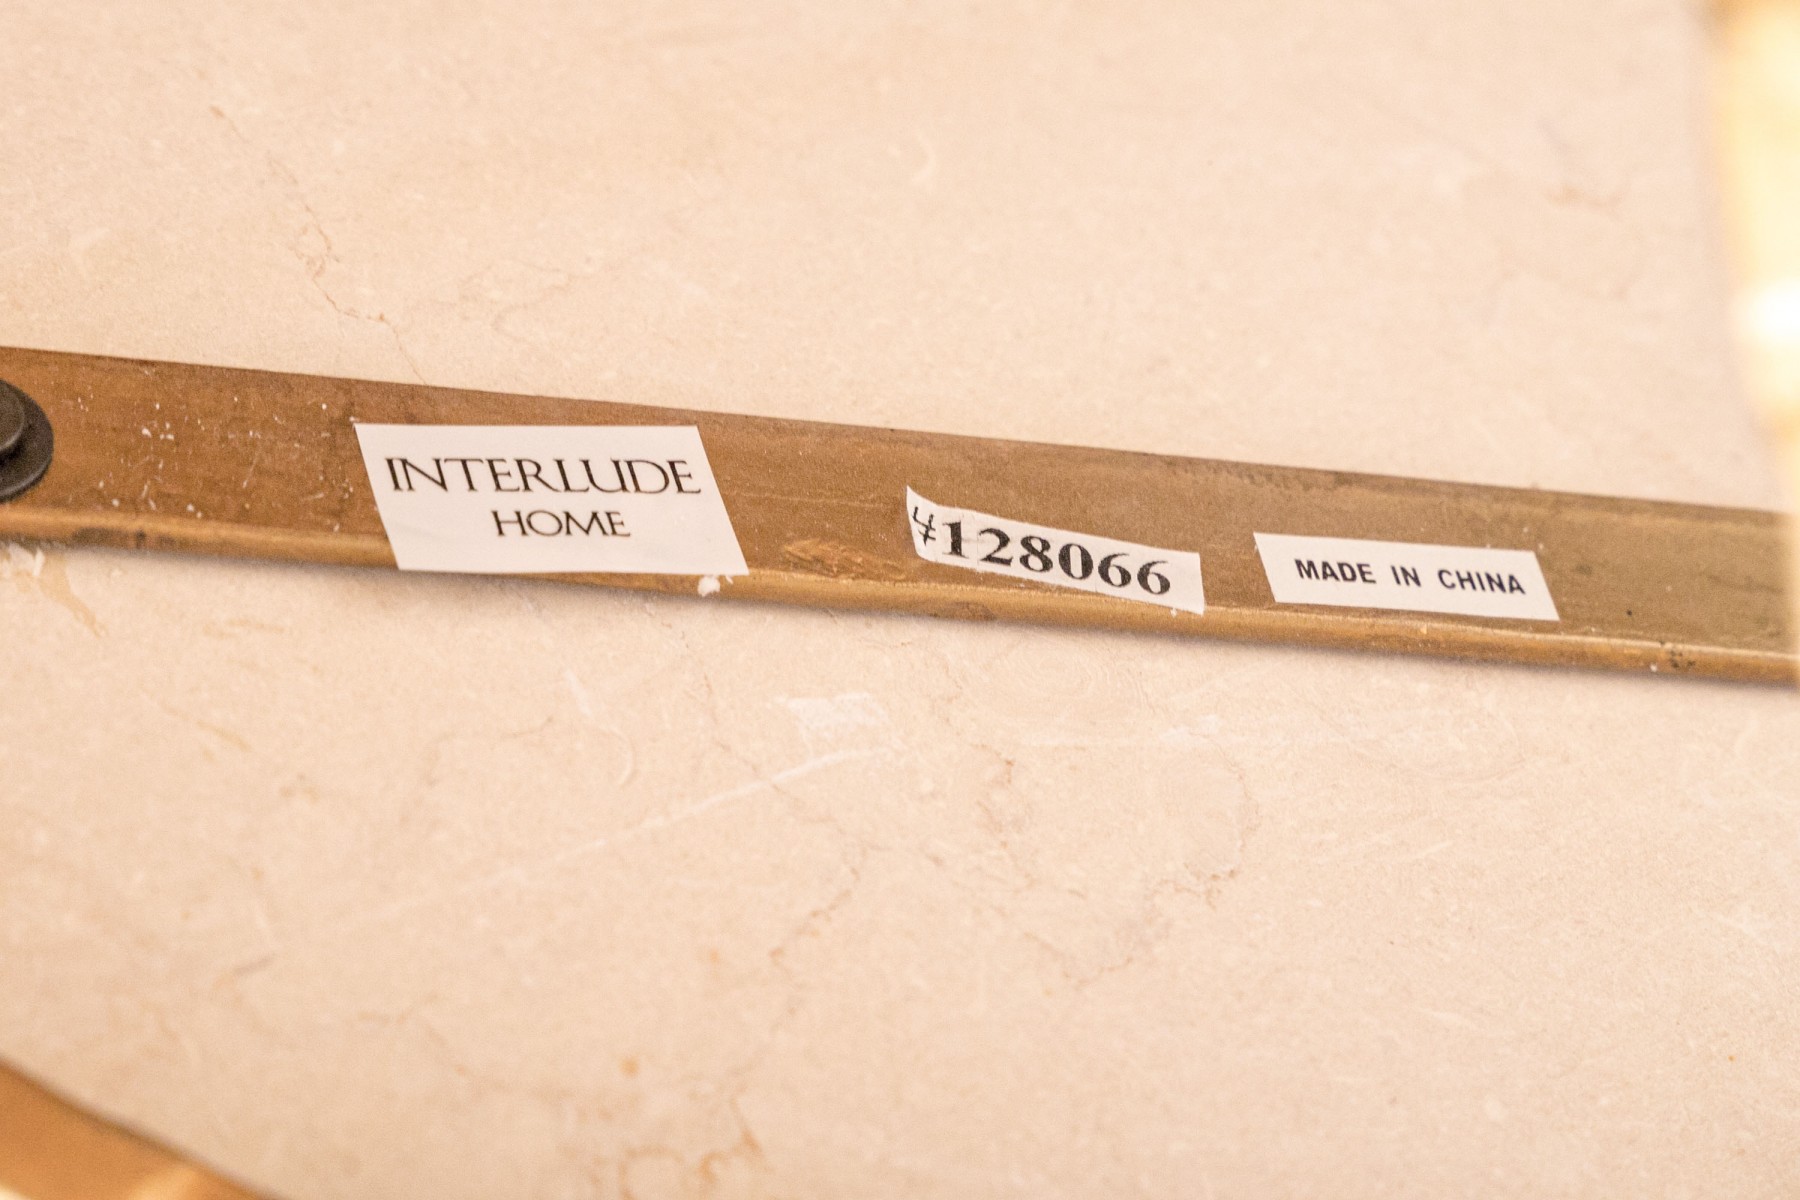 INTERLUDE
HOME
#128066
MADE IN CHINA